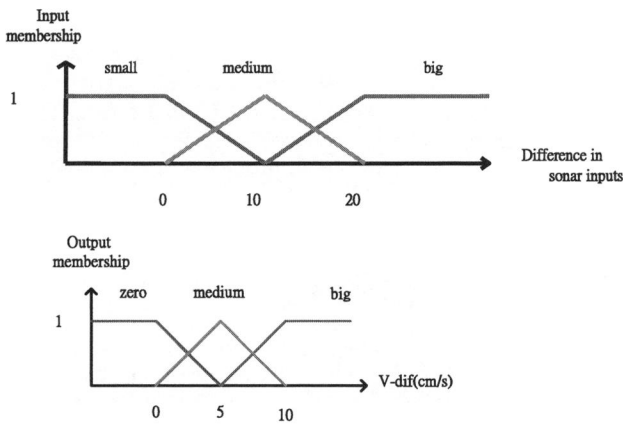 Input
membership
small medium big
1
Difference in
sonar inputs
0 10 20
Output
membership
zero medium big
1
V-dif(cm/s)
0 5 10